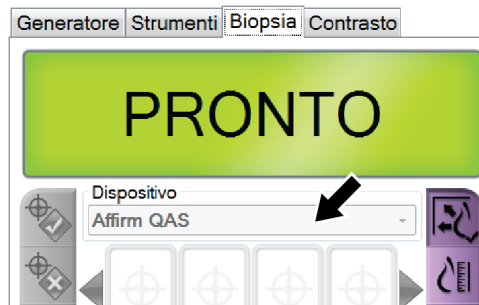 Generatore Strumenti Biopsia Contrasto
PRONTO
Dispositivo
Affirm QAS